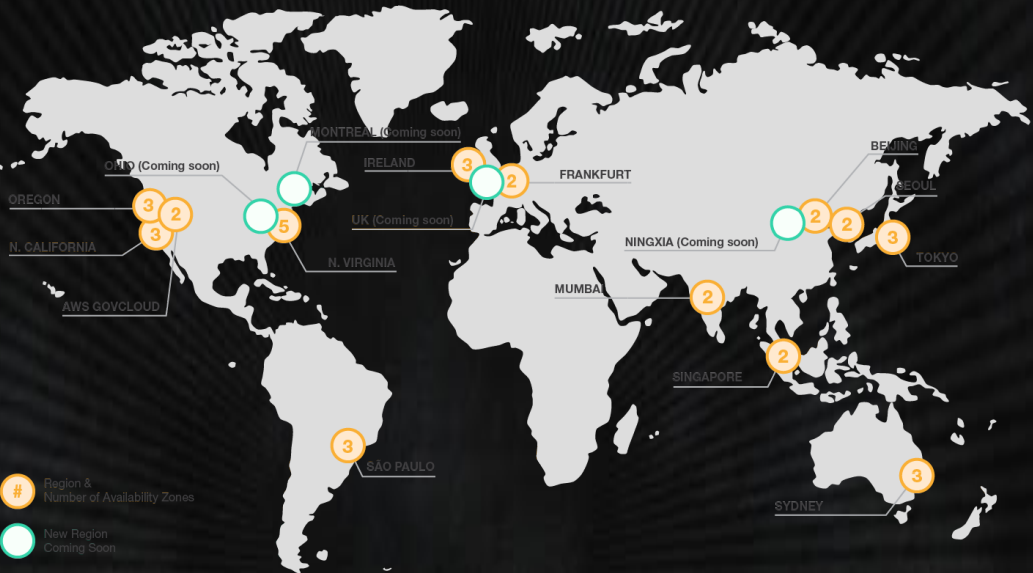 MONTREAL (Coming soon)
OHIO (Coming soon)
IRELAND
3
2
FRANKFURT
BEIJING
SEOUL
OREGON
3
2
3
5
UK (Coming soon)
2
2
3
NINGXIA (Coming soon)
N. CALIFORNIA
N. VIRGINIA
TOKYO
MUMBAI
2
AWS GOVCLOUD
2
SINGAPORE
3
SÃO PAULO
3
SYDNEY
#
Region &
Number of Availability Zones
New Region
Coming Soon